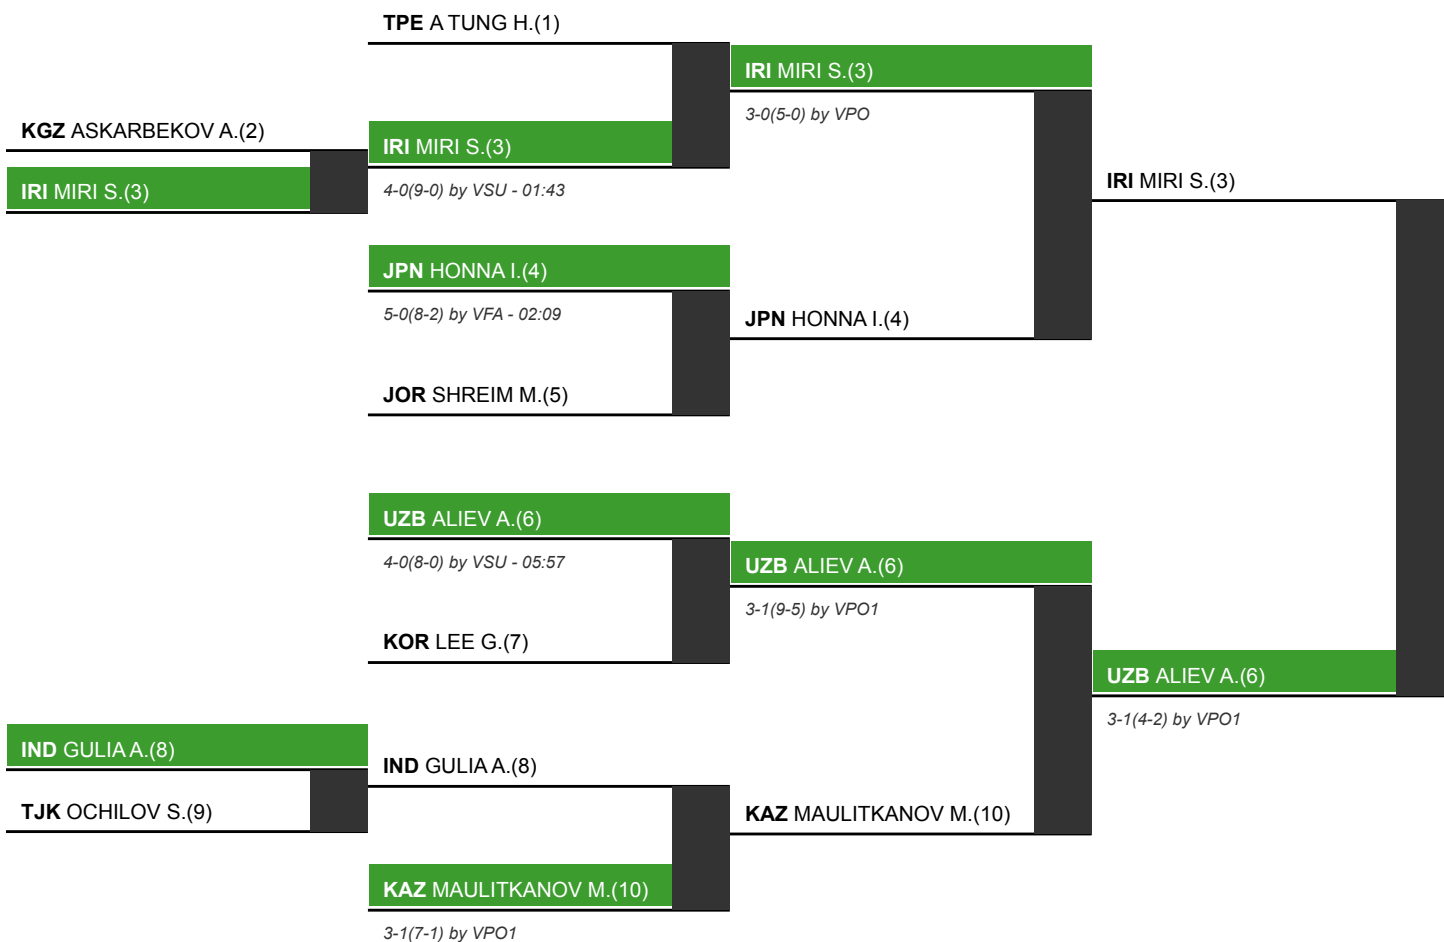 TPE A TUNG H.(1)
IRI MIRI S.(3)
3-0(5-0) by VPO
KGZ ASKARBEKOV A.(2)
IRI MIRI S.(3)
4-0(9-0) by VSU - 01:43
IRI MIRI S.(3)
IRI MIRI S.(3)
JPN HONNA I.(4)
5-0(8-2) by VFA - 02:09
JPN HONNA I.(4)
JOR SHREIM M.(5)
UZB ALIEV A.(6)
4-0(8-0) by VSU - 05:57
UZB ALIEV A.(6)
3-1(9-5) by VPO1
KOR LEE G.(7)
UZB ALIEV A.(6)
3-1(4-2) by VPO1
IND GULIA A.(8)
IND GULIA A.(8)
TJK OCHILOV S.(9)
KAZ MAULITKANOV M.(10)
KAZ MAULITKANOV M.(10)
3-1(7-1) by VPO1